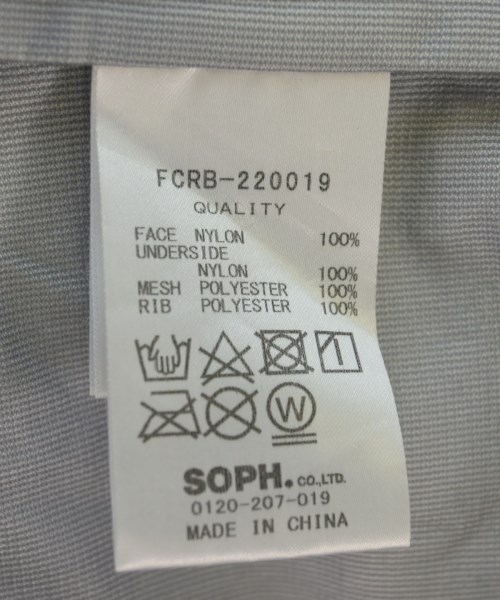 FCRB-220019
QUALITY
FACE NYLON 100%
UNDERSIDE
NYLON 100%
MESH POLYESTER 100%
RIB POLYESTER 100%
W
SOPH. CO.,LTD.
0120-207-019
MADE IN CHINA